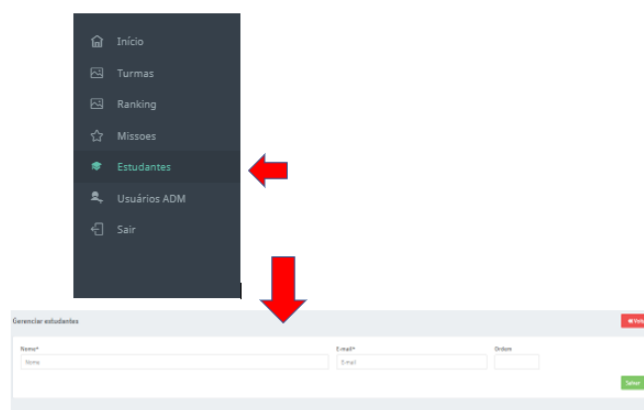 Início
Turmas
Ranking
Missoes
Estudantes
Usuários ADM
Sair
Gerenciar estudantes
Nome* E-mail* Ordem
Nome E-mail
Salvar